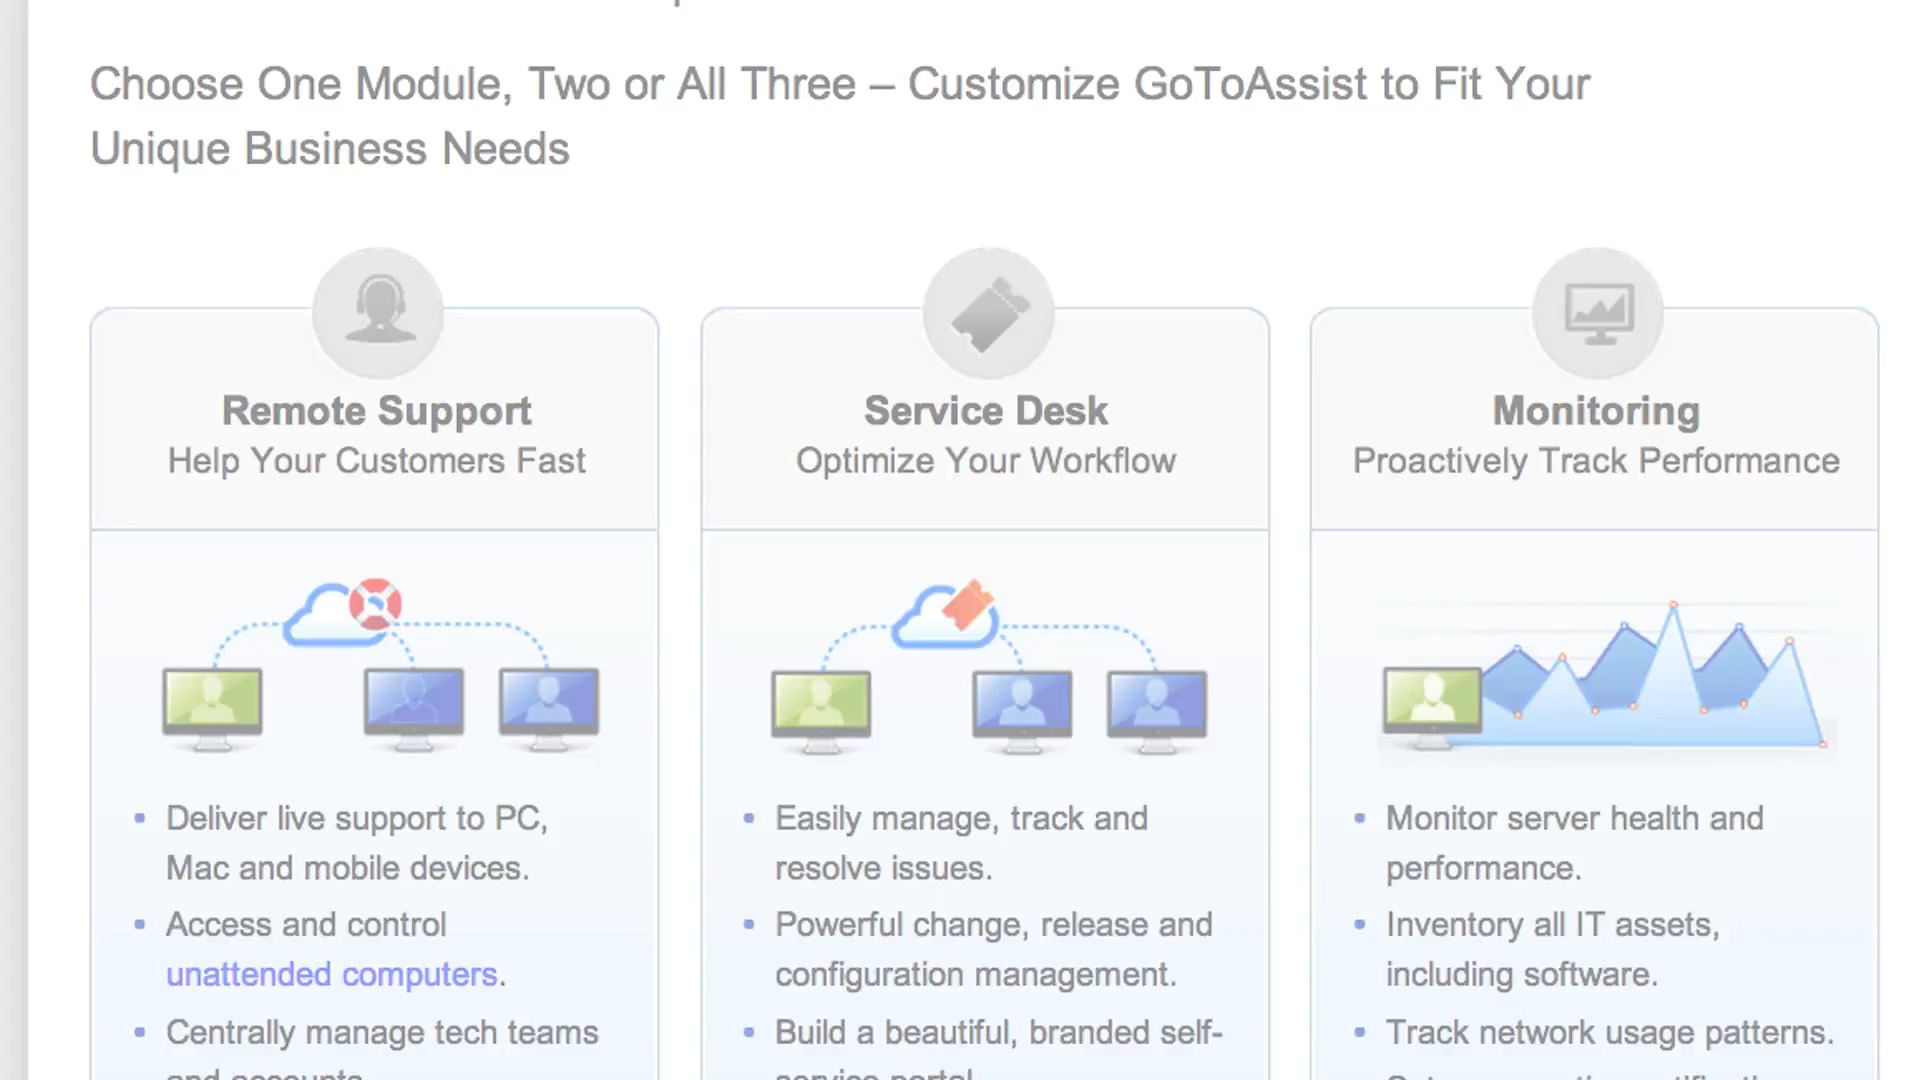 Choose One Module, Two or All Three – Customize GoToAssist to Fit Your
Unique Business Needs
Remote Support
Help Your Customers Fast
Deliver live support to PC,
Mac and mobile devices.
Access and control
unattended computers.
Centrally manage tech teams
and accounts.
Service Desk
Optimize Your Workflow
Easily manage, track and
resolve issues.
Powerful change, release and
configuration management.
Build a beautiful, branded self-
service portal.
Monitoring
Proactively Track Performance
Monitor server health and
performance.
Inventory all IT assets,
including software.
Track network usage patterns.